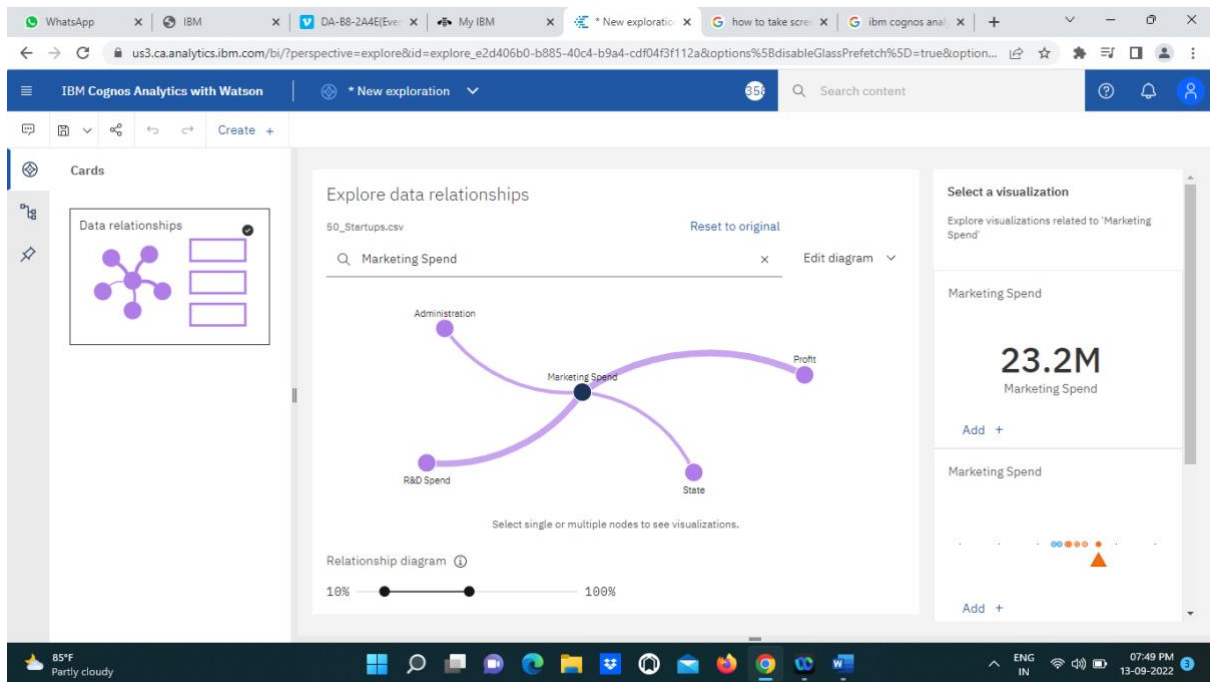 WhatsApp
IBM
DA-B8-2A4E(Ever
My IBM
* New exploratio
how to take scre
ibm cognos anal
us3.ca.analytics.ibm.com/bi/?perspective=explore&id=explore_e2d406b0-b885-40c4-b9a4-cdf04f3f112a&options%5BdisableGlassPrefetch%5D=true&option...
IBM Cognos Analytics with Watson
* New exploration
358
Search content
Create +
Cards
Data relationships
Explore data relationships
50_Startups.csv
Reset to original
Marketing Spend
Edit diagram
Administration
Marketing Spend
Profit
R&D Spend
State
Select single or multiple nodes to see visualizations.
Relationship diagram
10%
100%
Select a visualization
Explore visualizations related to 'Marketing
Spend'
Marketing Spend
23.2M
Marketing Spend
Add +
Marketing Spend
Add +
85°F
Partly cloudy
ENG
IN
07:49 PM
13-09-2022
3